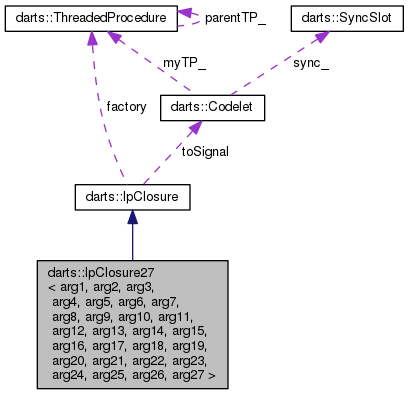 darts::ThreadedProcedure
parentTP_
darts::SyncSlot
myTP_
sync_
factory
darts::Codelet
toSignal
darts::IpClosure
darts::IpClosure27
< arg1, arg2, arg3,
arg4, arg5, arg6, arg7,
arg8, arg9, arg10, arg11,
arg12, arg13, arg14, arg15,
arg16, arg17, arg18, arg19,
arg20, arg21, arg22, arg23,
arg24, arg25, arg26, arg27 >